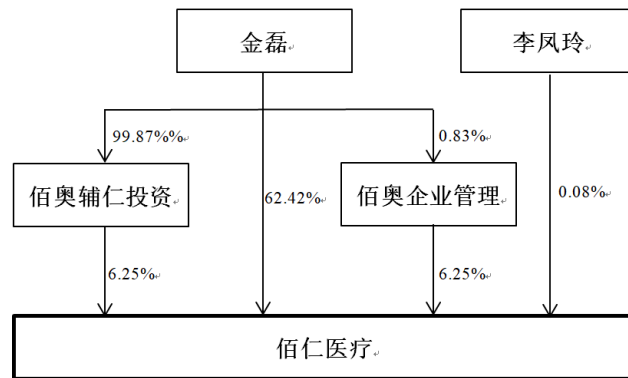 金磊
李凤玲
99.87%%
0.83%
佰奥辅仁投资
62.42%
佰奥企业管理
0.08%
6.25%
6.25%
佰仁医疗